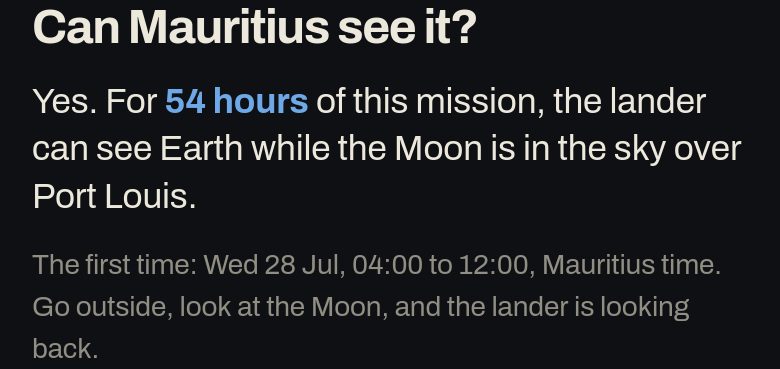 Can Mauritius see it?
Yes. For 54 hours of this mission, the lander
can see Earth while the Moon is in the sky over
Port Louis.
The first time: Wed 28 Jul, 04:00 to 12:00, Mauritius time.
Go outside, look at the Moon, and the lander is looking
back.